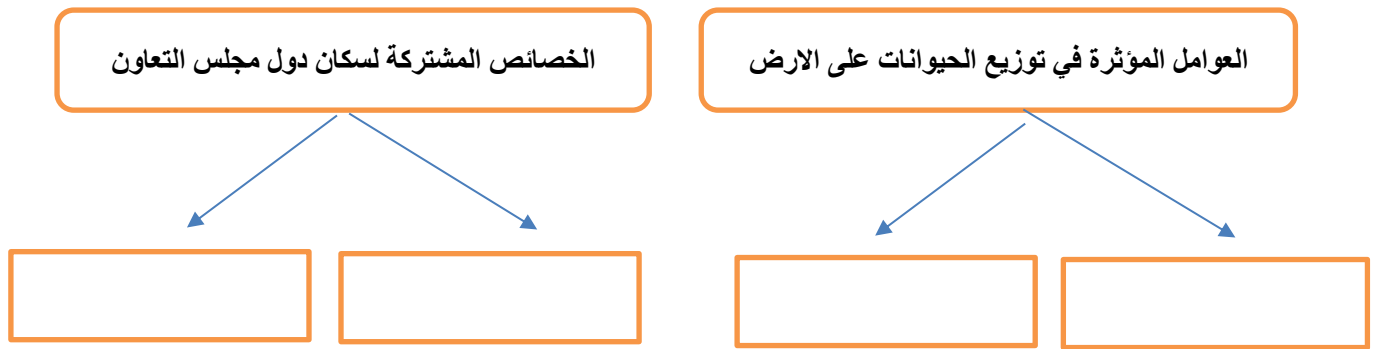 العوامل المؤثرة في توزيع الحيوانات على الارض
الخصائص المشتركة لسكان دول مجلس التعاون